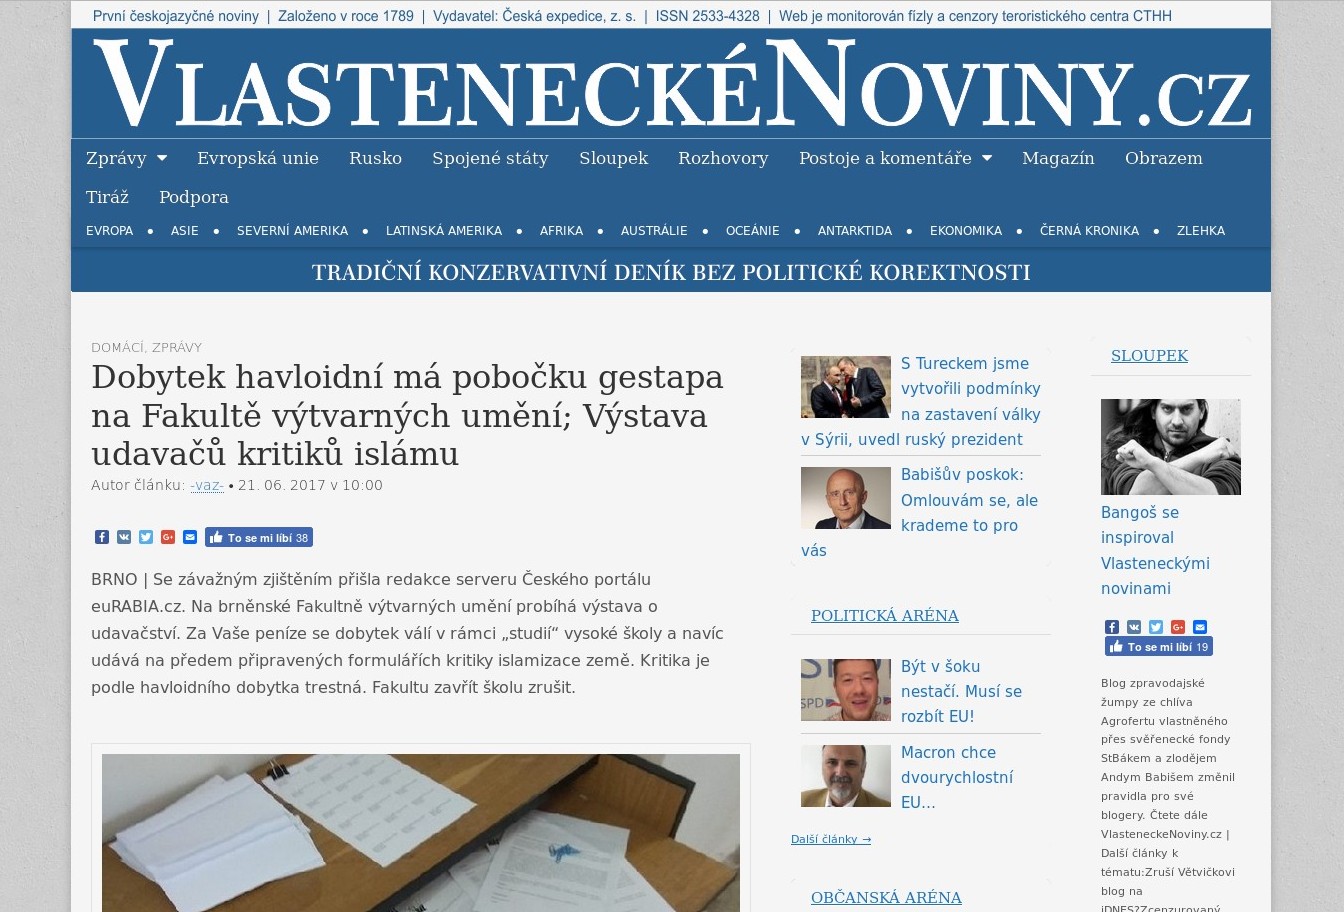 První českojazyčné noviny | Založeno v roce 1789 | Vydavatel: Česká expedice, z. s. | ISSN 2533-4328 | Web je monitorován fízly a cenzory teroristického centra CTHH
VLASTENECKÉNOVINY.CZ
Zprávy Evropská unie Rusko Spojené státy Sloupek Rozhovory Postoje a komentáře Magazín Obrazem
Tiráž Podpora
EVROPA • ASIE • SEVERNÍ AMERIKA • LATINSKÁ AMERIKA • AFRIKA • AUSTRÁLIE • OCEÁNIE • ANTARKTIDA • EKONOMIKA • ČERNÁ KRONIKA • ZLEHKA
TRADIČNÍ KONZERVATIVNÍ DENÍK BEZ POLITICKÉ KOREKTNOSTI
DOMÁCÍ, ZPRÁVY
Dobytek havloidní má pobočku gestapa
na Fakultě výtvarných umění; Výstava
udavačů kritiků islámu
Autor článku: -vaz- • 21. 06. 2017 v 10:00
To se mi líbí 38
BRNO | Se závažným zjištěním přišla redakce serveru Českého portálu
euRABIA.cz. Na brněnské Fakultně výtvarných umění probíhá výstava o
udavačství. Za Vaše peníze se dobytek válí v rámci „studií“ vysoké školy a navíc
udává na předem připravených formulářích kritiky islamizace země. Kritika je
podle havloidního dobytka trestná. Fakultu zavřít školu zrušit.
S Tureckem jsme
vytvořili podmínky
na zastavení války
v Sýrii, uvedl ruský prezident
Babišův poskok:
Omlouvám se, ale
krademe to pro
vás
POLITICKÁ ARÉNA
SPD
Být v šoku
nestačí. Musí se
rozbít EU!
Macron chce
dvourychlostní
EU…
Další články →
OBČANSKÁ ARÉNA
SLOUPEK
Bangoš se
inspiroval
Vlasteneckými
novinami
To se mi líbí 19
Blog zpravodajské
žumpy ze chlíva
Agrofertu vlastněného
přes svěřenecké fondy
StBákem a zlodějem
Andym Babišem změnil
pravidla pro své
blogery. Čtete dále
VlasteneckeNoviny.cz |
Další články k
tématu:Zruší Větvičkovi
blog na
iDNES?Zcenzurovaný